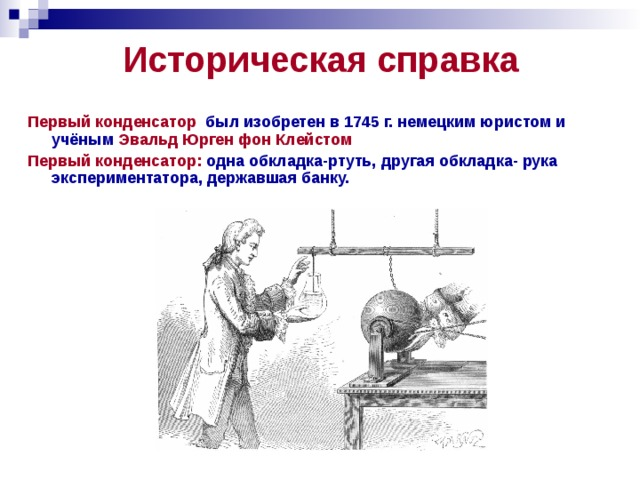 Историческая справка
Первый конденсатор был изобретен в 1745 г. немецким юристом и
учёным Эвальд Юрген фон Клейстом
Первый конденсатор: одна обкладка-ртуть, другая обкладка- рука
экспериментатора, державшая банку.